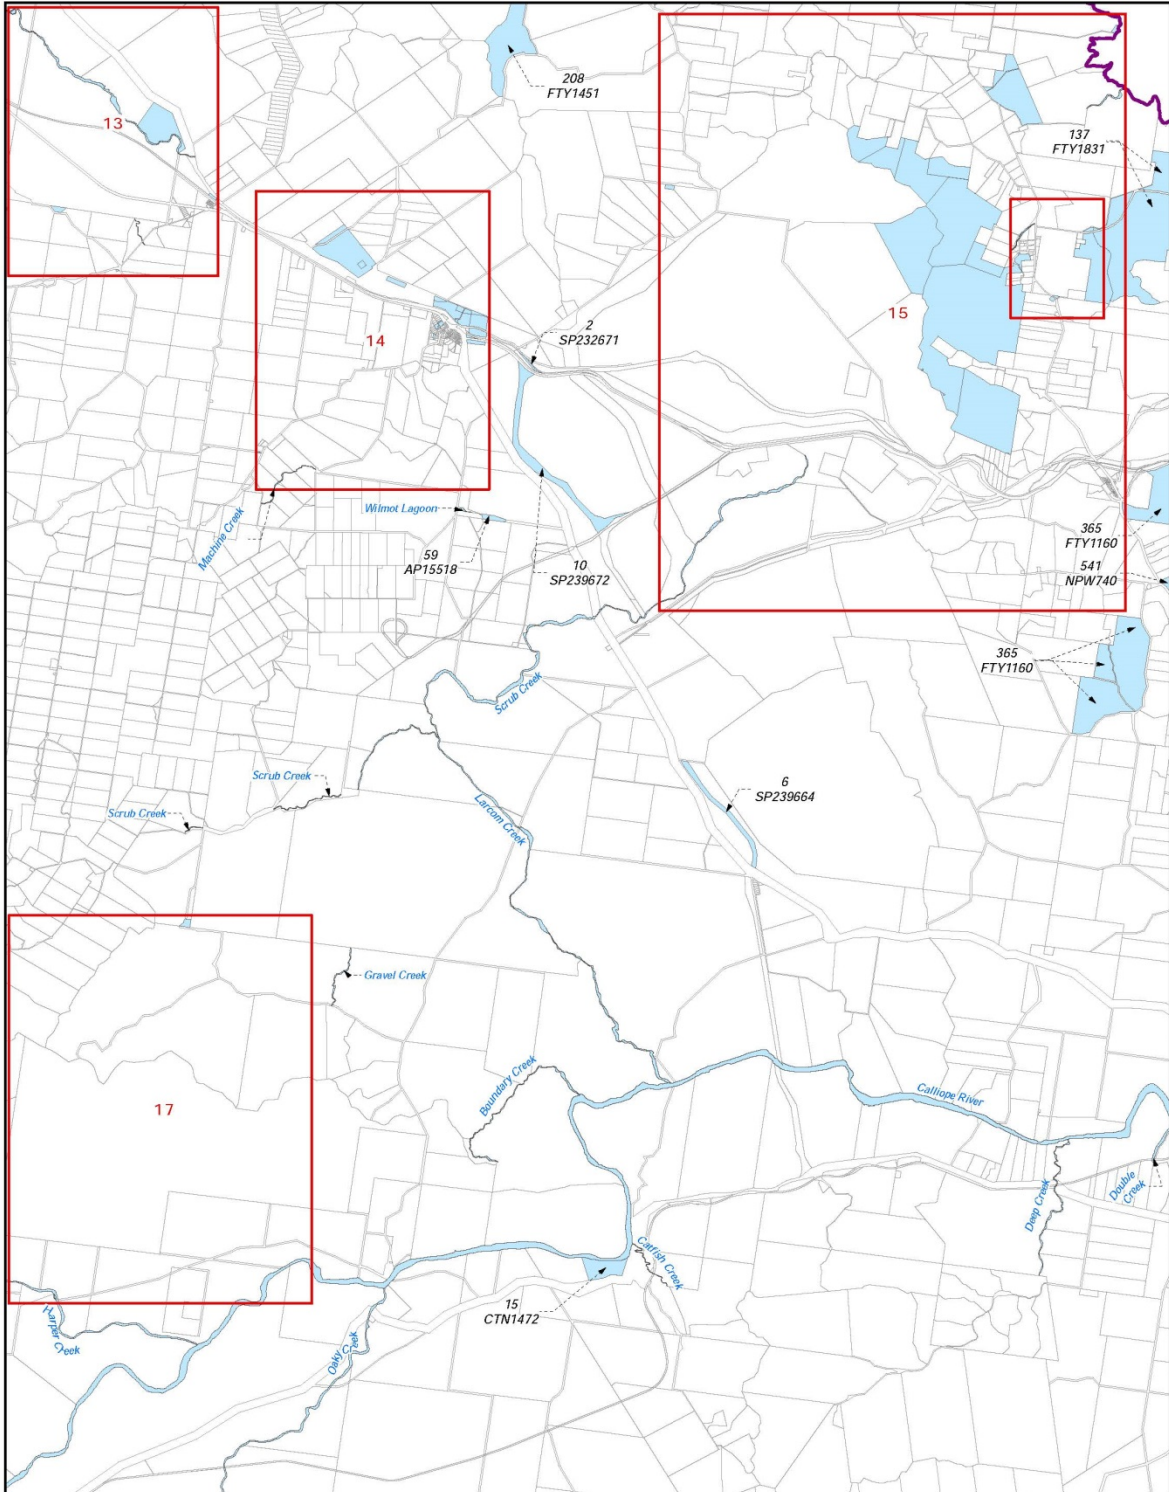 208
FTY1451
13
137
FTY1831
15
2
SP232671
14
Wilmot Lagoon
Machine Creek
59
AP15518
10
SP239672
365
FTY1160
541
NPW740
365
FTY1160
Scrub Creek
Scrub Creek
6
SP239664
Scrub Creek
Larcom Creek
Gravel Creek
Boundary Creek
Calliope River
17
Double
Creek
Deep Creek
Catfish Creek
15
CTN1472
Harper Creek
Oaky Creek